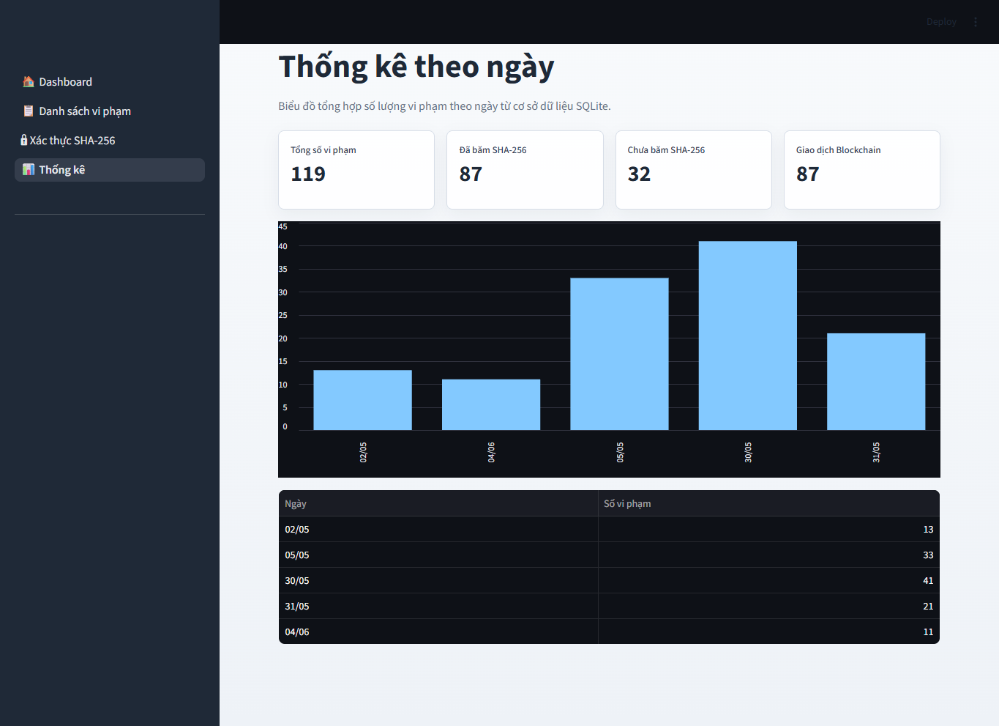 Deploy
Dashboard
Danh sách vi phạm
Xác thực SHA-256
Thống kê
Thống kê theo ngày
Biểu đồ tổng hợp số lượng vi phạm theo ngày từ cơ sở dữ liệu SQLite.
Tổng số vi phạm
119
Đã băm SHA-256
87
Chưa băm SHA-256
32
Giao dịch Blockchain
87
45
40
35
30
25
20
15
10
5
0
02/05
04/06
05/05
30/05
31/05
Ngày Số vi phạm
02/05 13
05/05 33
30/05 41
31/05 21
04/06 11